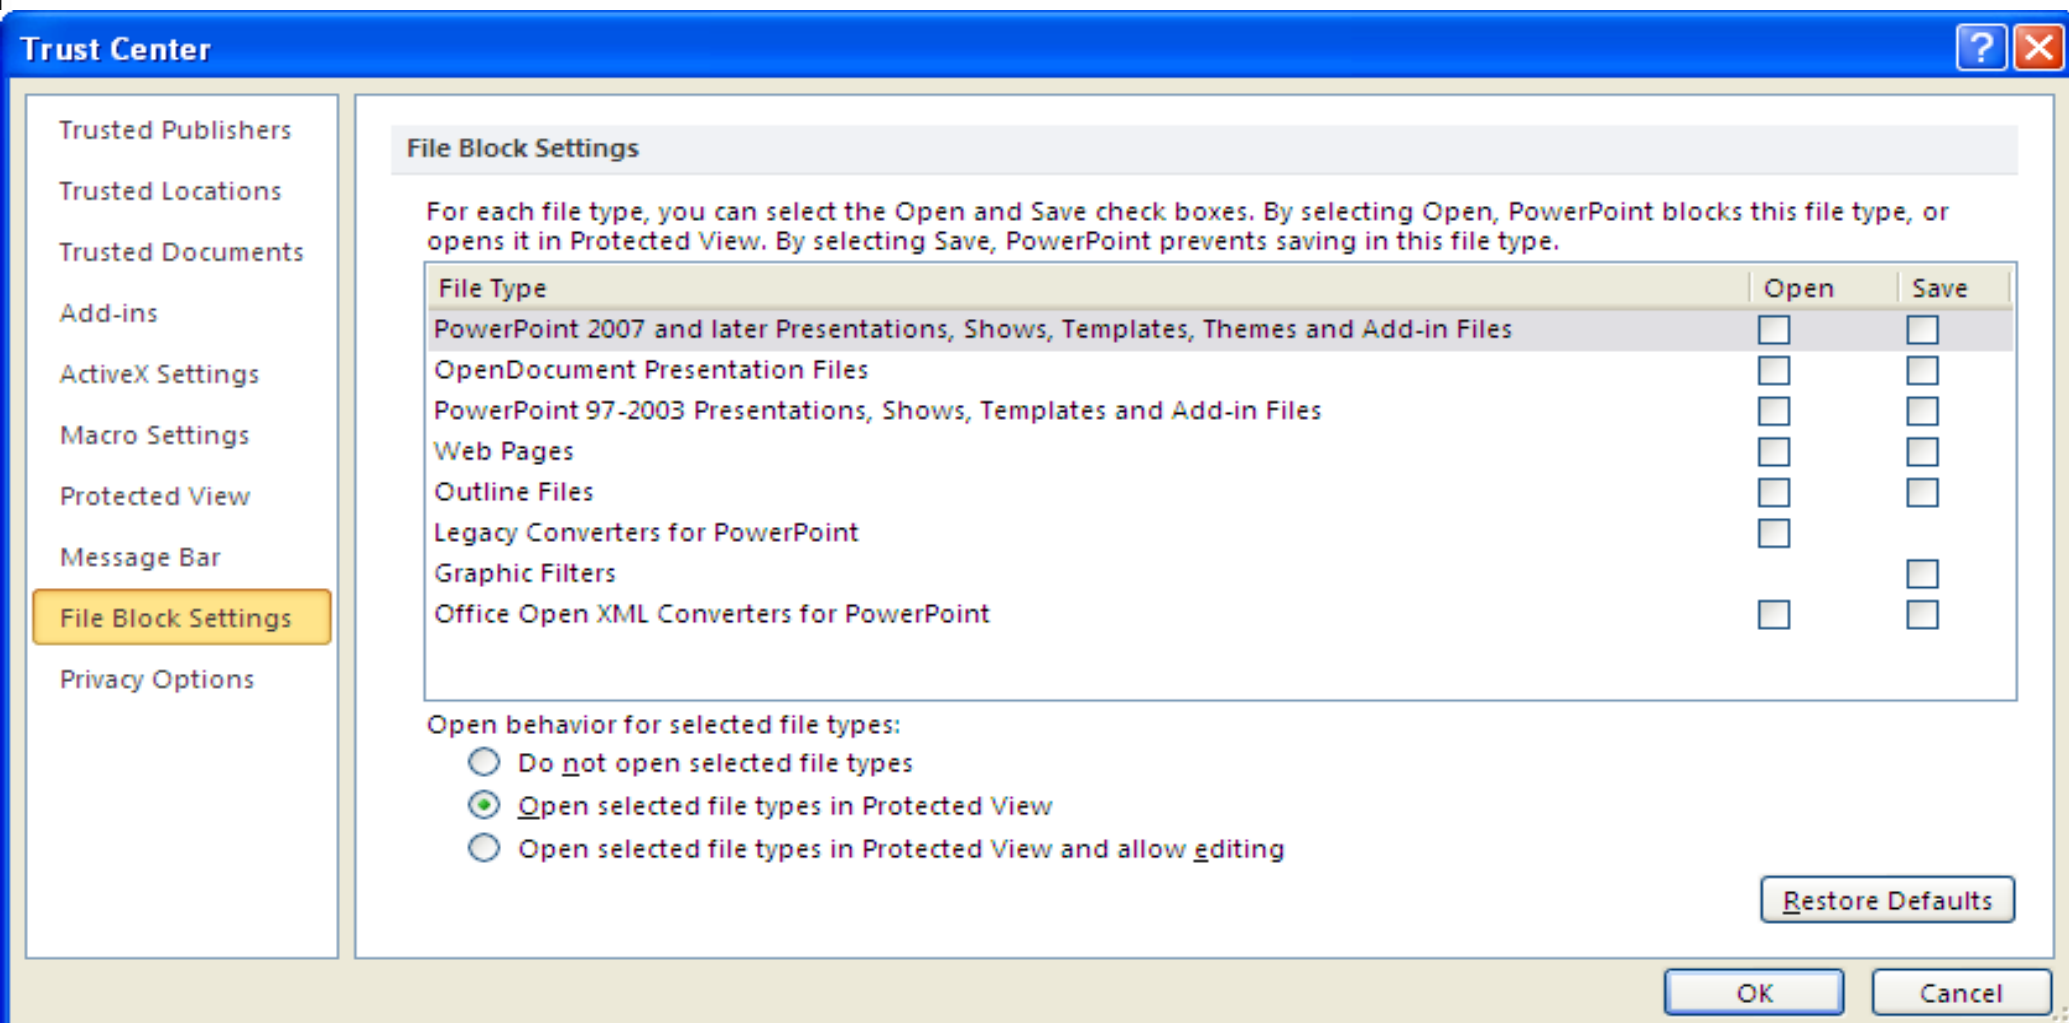 Trust Center
?
Trusted Publishers
Trusted Locations
Trusted Documents
Add-ins
ActiveX Settings
Macro Settings
Protected View
Message Bar
File Block Settings
Privacy Options
File Block Settings
For each file type, you can select the Open and Save check boxes. By selecting Open, PowerPoint blocks this file type, or
opens it in Protected View. By selecting Save, PowerPoint prevents saving in this file type.
File Type Open Save
PowerPoint 2007 and later Presentations, Shows, Templates, Themes and Add-in Files
OpenDocument Presentation Files
PowerPoint 97-2003 Presentations, Shows, Templates and Add-in Files
Web Pages
Outline Files
Legacy Converters for PowerPoint
Graphic Filters
Office Open XML Converters for PowerPoint
Open behavior for selected file types:
Do not open selected file types
Open selected file types in Protected View
Open selected file types in Protected View and allow editing
Restore Defaults
OK Cancel